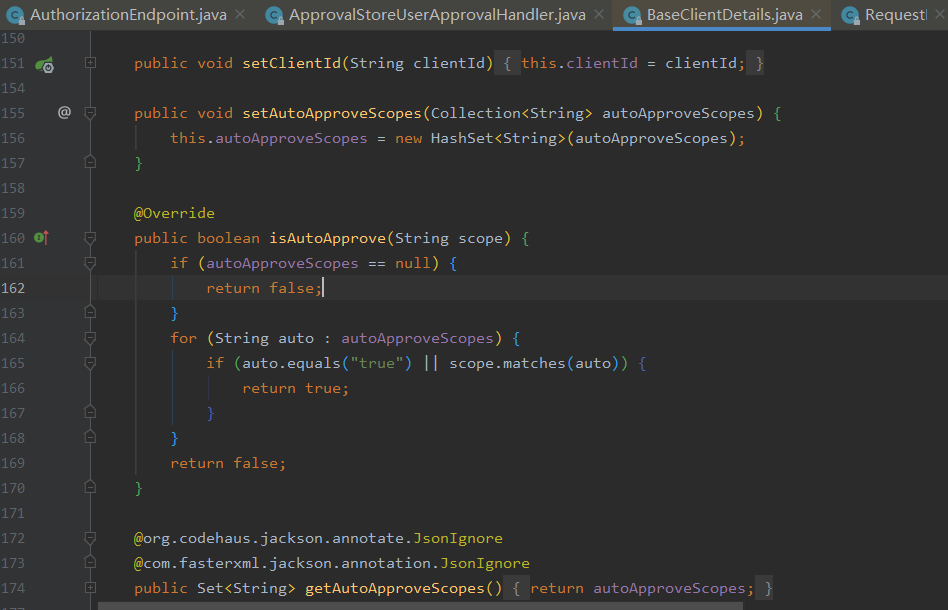 AuthorizationEndpoint.java × ApprovalStoreUserApprovalHandler.java × BaseClientDetails.java × Request
150
151 public void setClientId(String clientId) { this.clientId = clientId; }
154
155 @ public void setAutoApproveScopes(Collection<String> autoApproveScopes) {
156 this.autoApproveScopes = new HashSet<String>(autoApproveScopes);
157 }
158
159 @Override
160 public boolean isAutoApprove(String scope) {
161 if (autoApproveScopes == null) {
162 return false;
163 }
164 for (String auto : autoApproveScopes) {
165 if (auto.equals("true") || scope.matches(auto)) {
166 return true;
167 }
168 }
169 return false;
170 }
171
172 @org.codehaus.jackson.annotate.JsonIgnore
173 @com.fasterxml.jackson.annotation.JsonIgnore
174 public Set<String> getAutoApproveScopes() { return autoApproveScopes; }